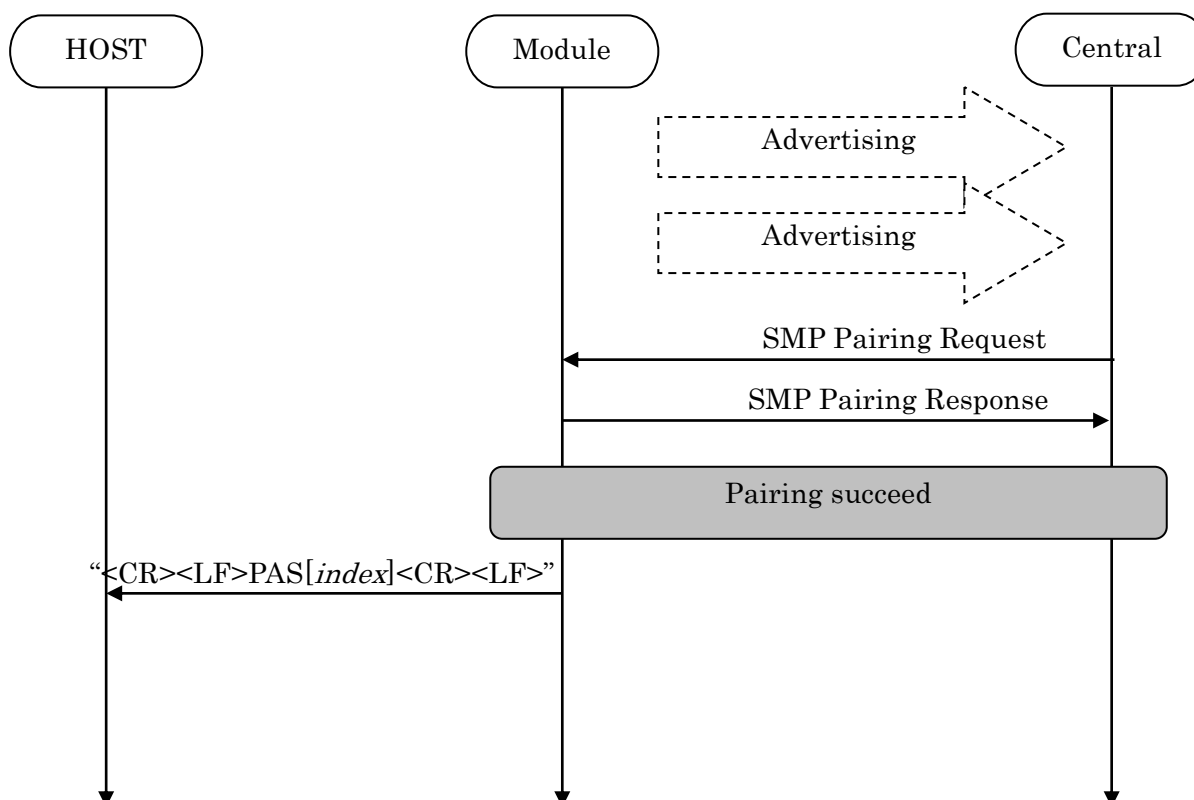 HOST
Module
Central
Advertising
Advertising
SMP Pairing Request
SMP Pairing Response
Pairing succeed
“<CR><LF>PAS[index]<CR><LF>”